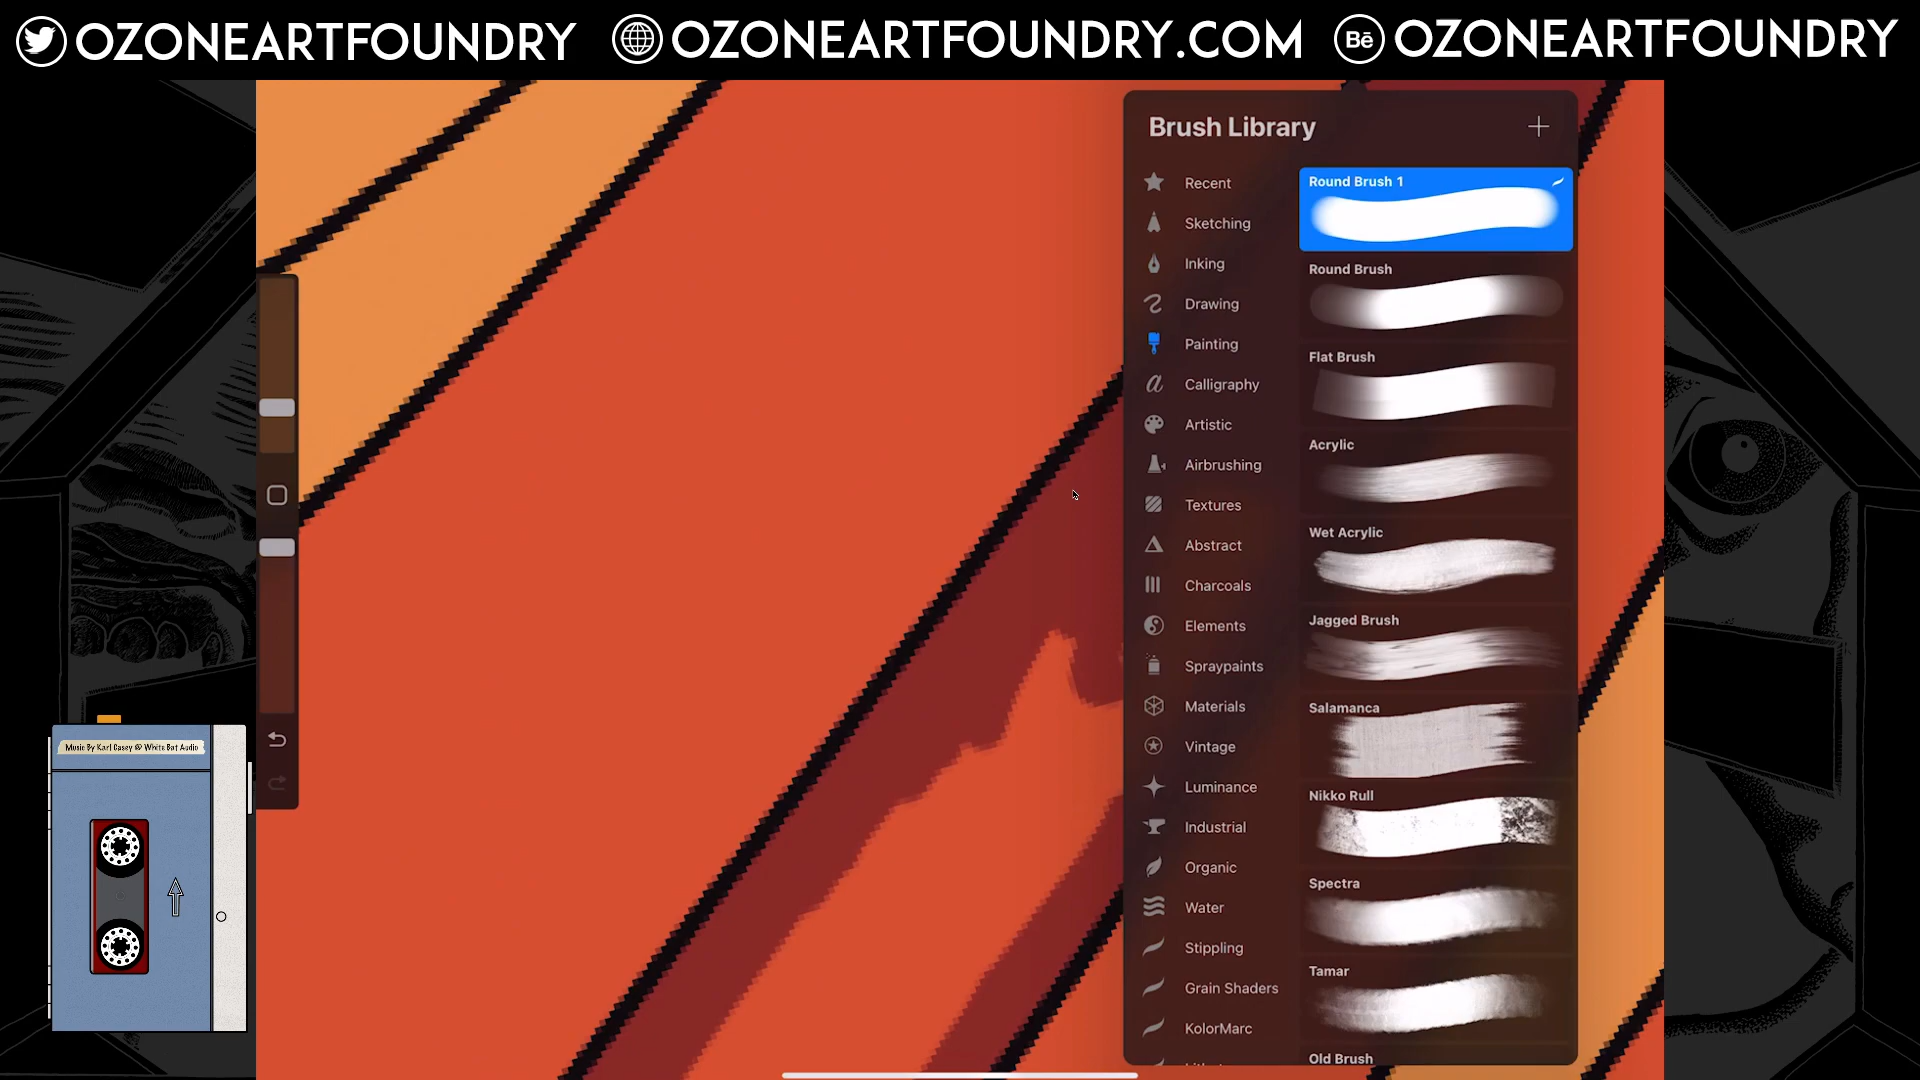 OZONEARTFOUNDRY OZONEARTFOUNDRY.COM Bē OZONEARTFOUNDRY
Brush Library
Recent
Sketching
Inking
Drawing
Painting
Calligraphy
Artistic
Airbrushing
Textures
Abstract
Charcoals
Elements
Spraypaints
Materials
Vintage
Luminance
Industrial
Organic
Water
Stippling
Grain Shaders
KolorMarc
Round Brush 1
Round Brush
Flat Brush
Acrylic
Wet Acrylic
Jagged Brush
Salamanca
Nikko Rull
Spectra
Tamar
Old Brush
Music By Karl Casey @ White Bat Audio